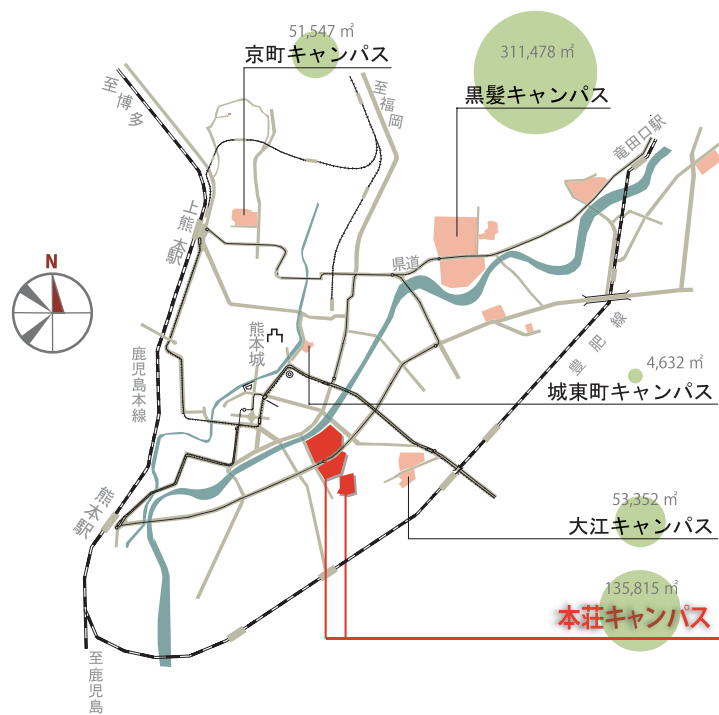 51,547 ㎡
京町キャンパス
311,478 ㎡
黒髪キャンパス
至博多
至福岡
竜田口駅
上熊本駅
県道
N
熊本城
鹿児島本線
豊肥線
4,632 ㎡
城東町キャンパス
熊本駅
53,352 ㎡
大江キャンパス
135,815 ㎡
本荘キャンパス
至鹿児島